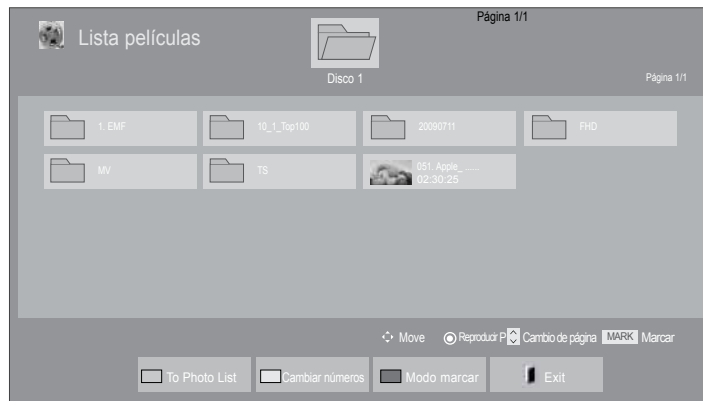 Página 1/1
Lista películas
Disco 1
Página 1/1
1. EMF
10_1_Top100
20090711
FHD
MV
TS
051. Apple_ ......
02:30:25
Move
Reproducir
P
Cambio de página
MARK
Marcar
To Photo List
Cambiar números
Modo marcar
Exit